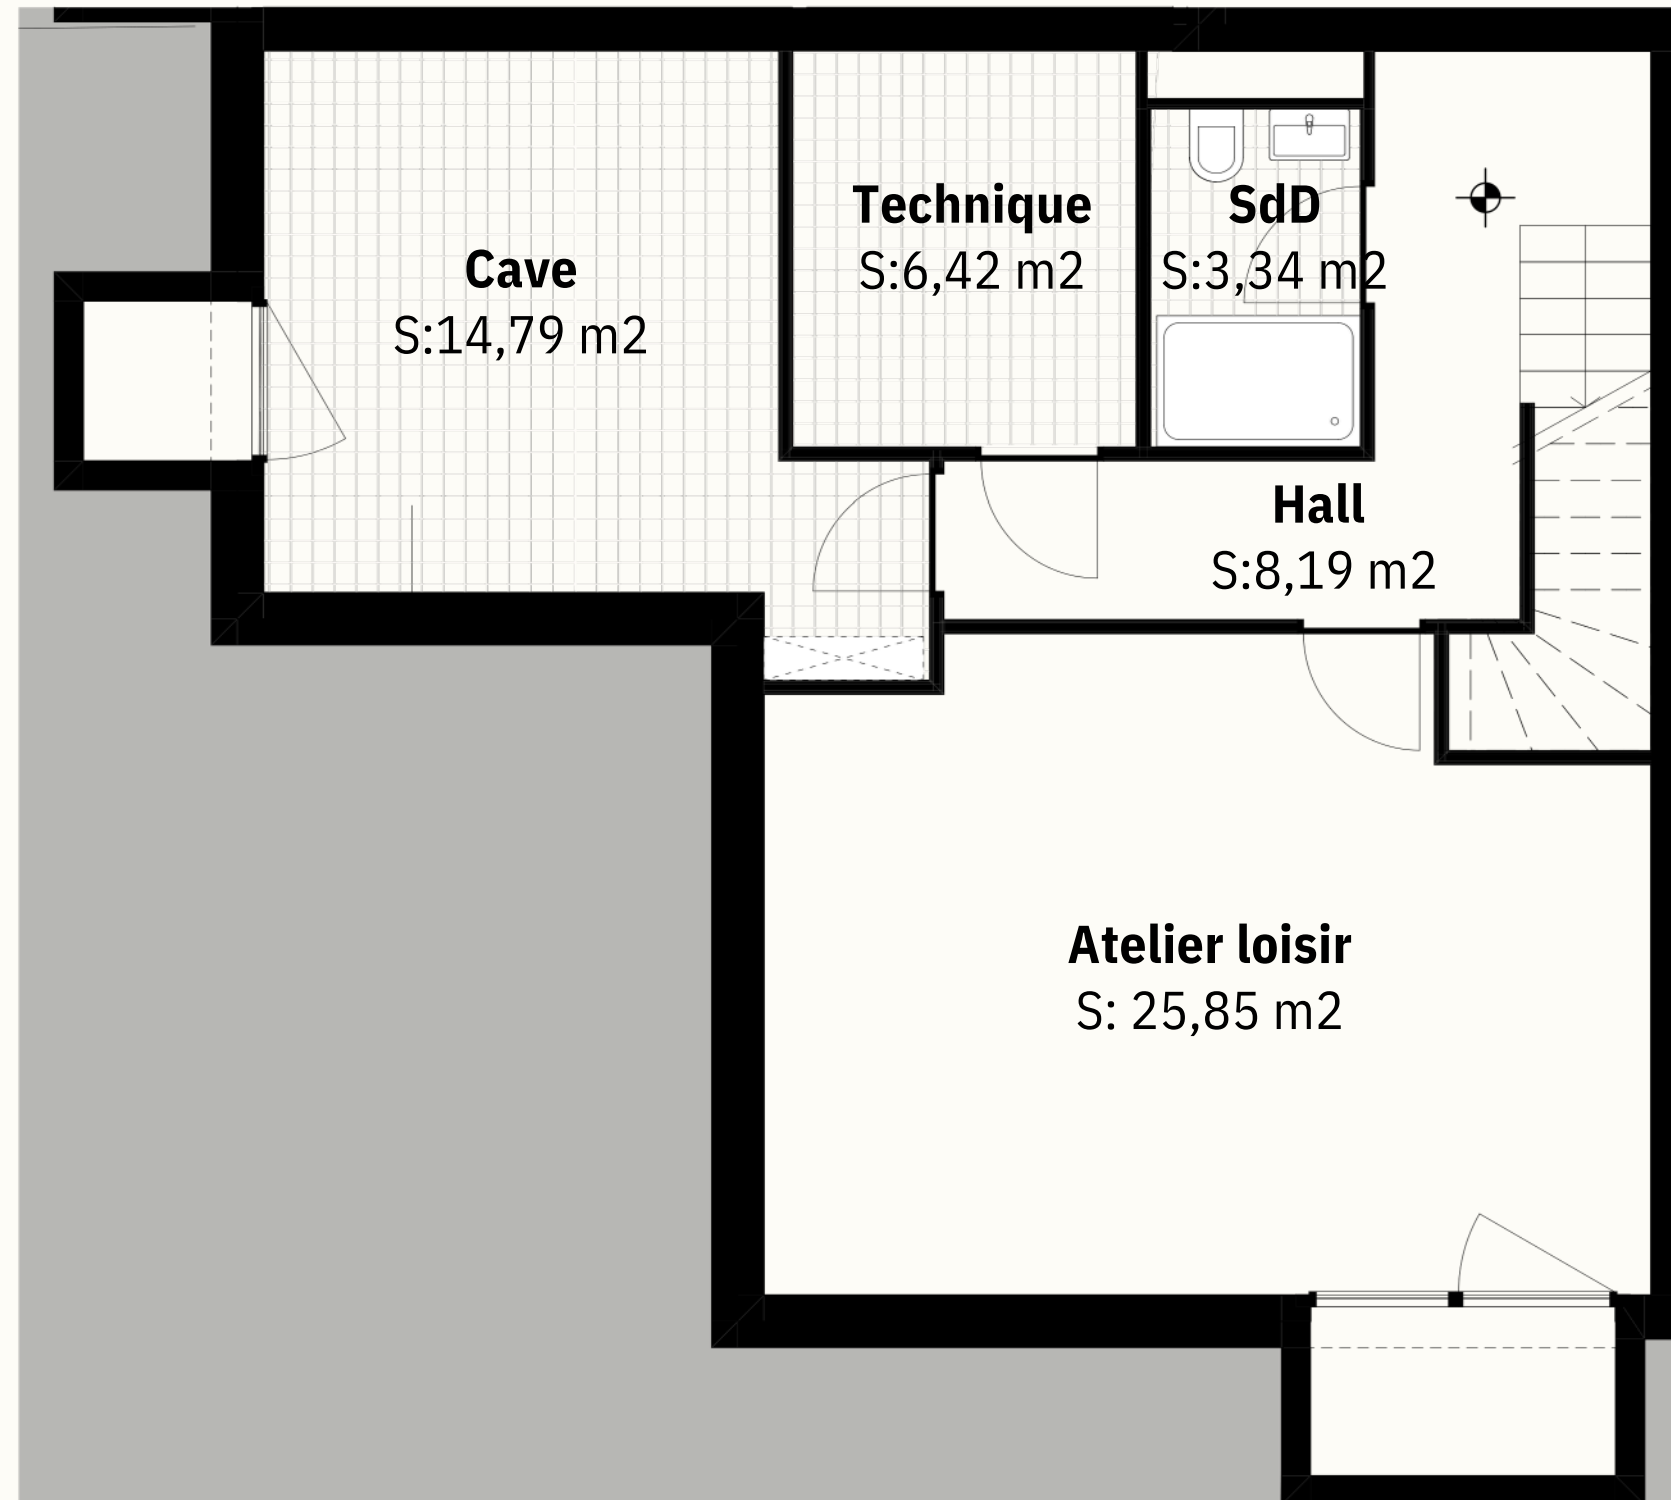 Technique
S:6,42 m2
SdD
S:3,34 m2
Cave
S:14,79 m2
Hall
S:8,19 m2
Atelier loisir
S: 25,85 m2